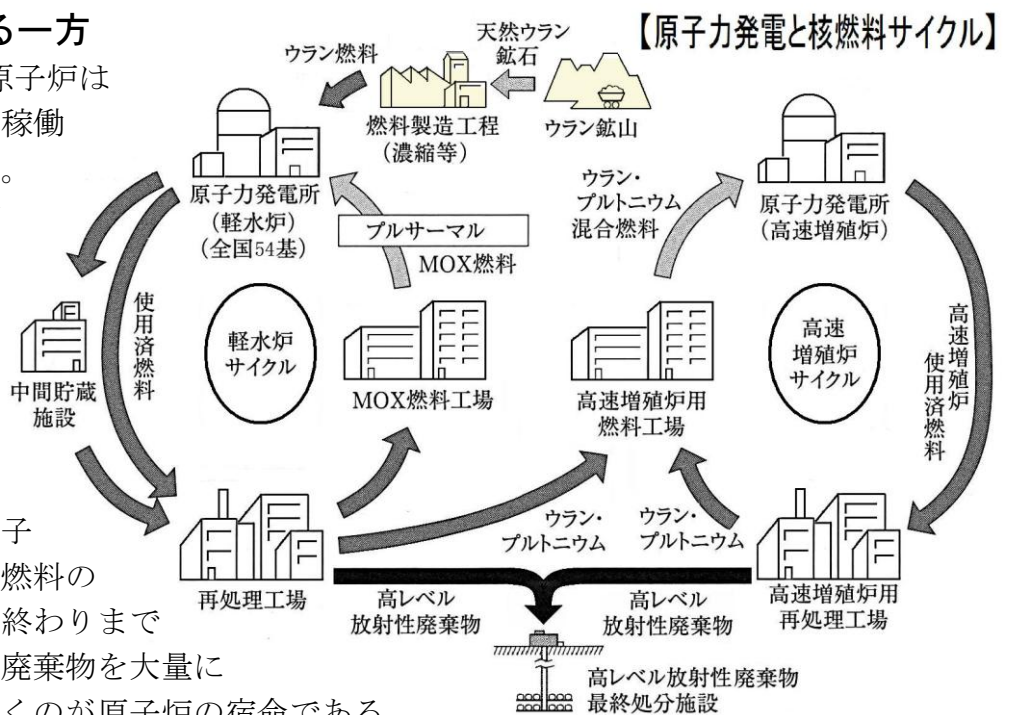 る一方
原子炉は
稼働
。
【原子力発電と核燃料サイクル】
天然ウラン
鉱石
ウラン燃料
燃料製造工程
(濃縮等)
ウラン鉱山
原子力発電所
(軽水炉)
(全国54基)
プルサーマル
MOX燃料
ウラン・
プルトニウム
混合燃料
原子力発電所
(高速増殖炉)
使用済燃料
軽水炉
サイクル
高速
増殖炉
サイクル
高速増殖炉
使用済燃料
中間貯蔵
施設
MOX燃料工場
高速増殖炉用
燃料工場
ウラン・
プルトニウム
ウラン・
プルトニウム
再処理工場
高レベル
放射性廃棄物
高レベル
放射性廃棄物
高速増殖炉用
再処理工場
高レベル放射性廃棄物
最終処分施設
子
燃料の
終わりまで
廃棄物を大量に
くのが原子炉の宿命である